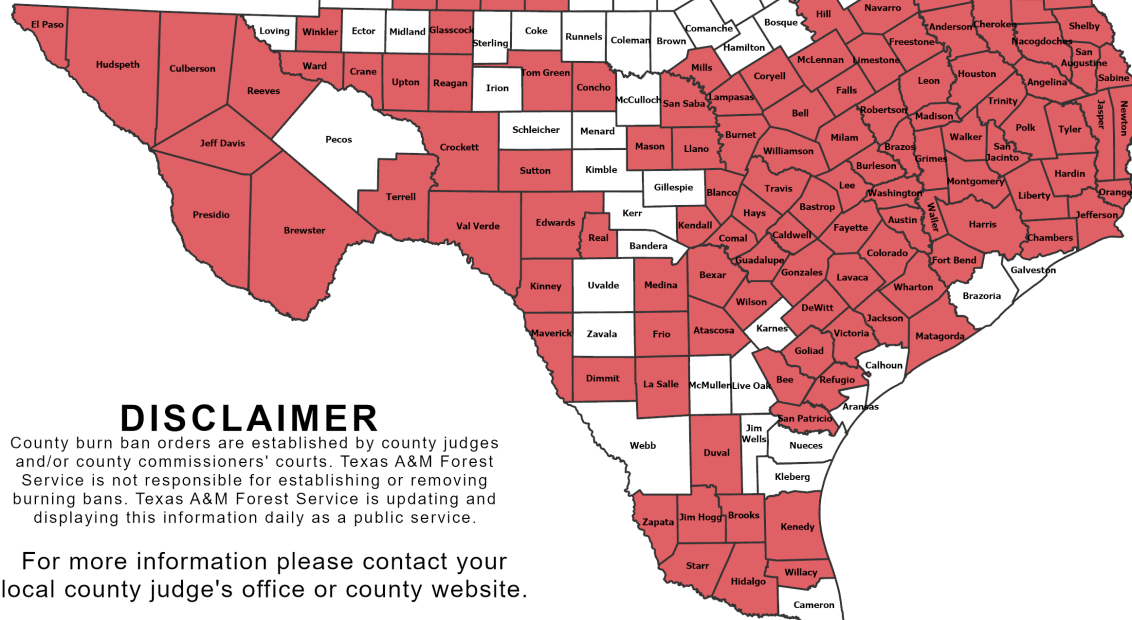 El Paso
Hudspeth
Culberson
Reeves
Jeff Davis
Presidio
Brewster
Pecos
Terrell
Loving
Winkler
Ector
Midland
Glasscock
Sterling
Coke
Runnels
Coleman
Brown
Comanche
Hamilton
Bosque
Hill
Navarro
Anderson
Cherokee
Nacogdoches
Shelby
San
Augustine
Sabine
Ward
Crane
Upton
Reagan
Irion
Tom Green
Concho
McCulloch
San Saba
Mills
Lampasas
Coryell
McLennan
Limestone
Freestone
Leon
Houston
Angelina
Trinity
Falls
Bell
Robertson
Madison
Walker
San
Jacinto
Polk
Tyler
Jasper
Newton
Crockett
Schleicher
Menard
Mason
Llano
Burnet
Williamson
Milam
Brazos
Grimes
Burleson
Montgomery
Liberty
Hardin
Orange
Sutton
Kimble
Gillespie
Blanco
Travis
Lee
Washington
Bastrop
Hays
Val Verde
Edwards
Real
Kerr
Bandera
Kendall
Comal
Caldwell
Fayette
Austin
Waller
Harris
Chambers
Jefferson
Guadalupe
Colorado
Fort Bend
Galveston
Brazoria
Kinney
Uvalde
Medina
Bexar
Gonzales
Lavaca
Wharton
Wilson
DeWitt
Jackson
Matagorda
Maverick
Zavala
Frio
Atascosa
Karnes
Victoria
Goliad
Calhoun
Dimmit
La Salle
McMullen
Live Oak
Bee
Refugio
Aransas
San Patricio
Webb
Duval
Jim
Wells
Nueces
Kleberg
Zapata
Jim Hogg
Brooks
Kenedy
Starr
Hidalgo
Willacy
Cameron
DISCLAIMER
County burn ban orders are established by county judges
and/or county commissioners' courts. Texas A&M Forest
Service is not responsible for establishing or removing
burning bans. Texas A&M Forest Service is updating and
displaying this information daily as a public service.
For more information please contact your
local county judge's office or county website.